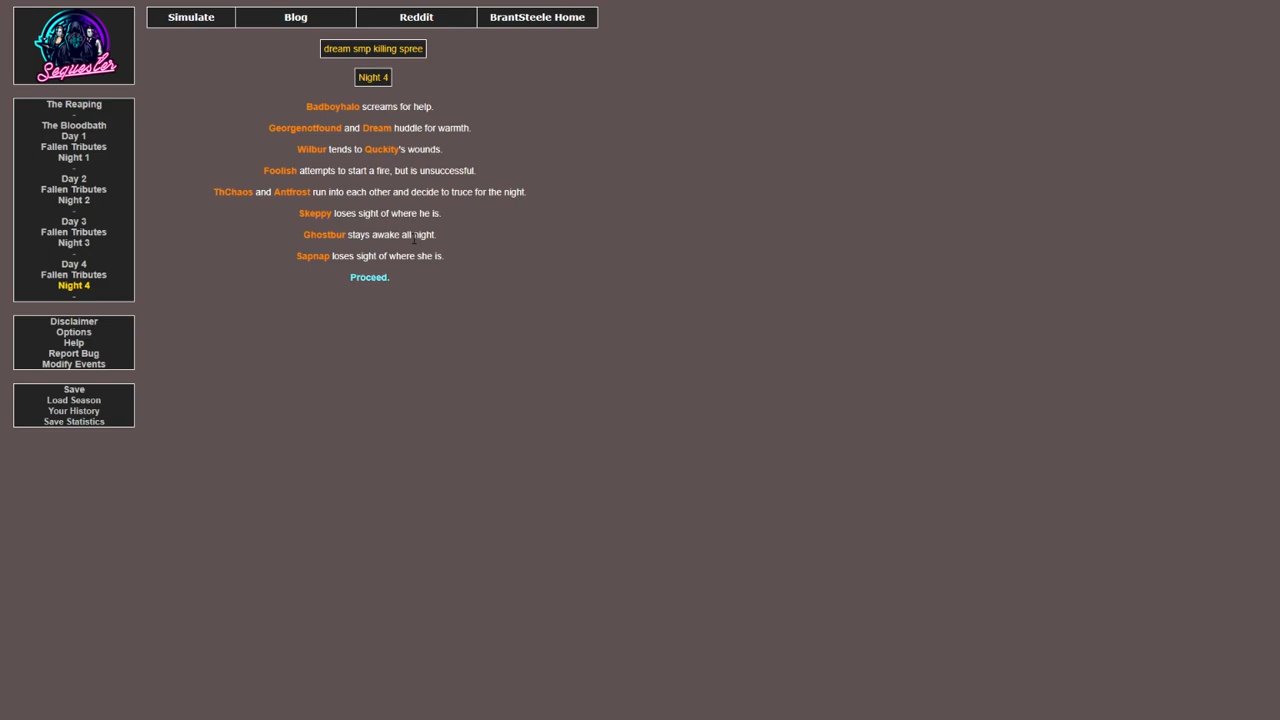 Sequester
Simulate
Blog
Reddit
BrantSteele Home
dream smp killing spree
Night 4
Badboyhalo screams for help.
Georgenotfound and Dream huddle for warmth.
Wilbur tends to Quckity's wounds.
Foolish attempts to start a fire, but is unsuccessful.
ThChaos and Antfrost run into each other and decide to truce for the night.
Skeppy loses sight of where he is.
Ghostbur stays awake all night.
Sapnap loses sight of where she is.
Proceed.
The Reaping
-
The Bloodbath
Day 1
Fallen Tributes
Night 1
-
Day 2
Fallen Tributes
Night 2
-
Day 3
Fallen Tributes
Night 3
-
Day 4
Fallen Tributes
Night 4
-
Disclaimer
Options
Help
Report Bug
Modify Events
Save
Load Season
Your History
Save Statistics